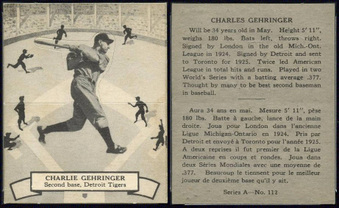 CHARLIE GEHRINGER
Second base, Detroit Tigers
CHARLES GEHRINGER
Will be 34 years old in May. Height 5' 11",
weighs 180 lbs. Bats left, throws right.
Signed by London in the old Mich.-Ont.
League in 1924. Signed by Detroit and sent
to Toronto for 1925. Twice led American
League in total hits and runs. Played in two
World's Series with a batting average .377.
Thought by many to be best second baseman
in baseball.
Aura 34 ans en mai. Mesure 5' 11", pèse
180 lbs. Batte à gauche, lance de la main
droite. Joua pour London dans l'ancienne
Ligue Michigan-Ontario en 1924. Pris par
Detroit et envoyé à Toronto pour l'année 1925.
A deux reprises il fut premier de la Ligue
Américaine en coups et rondes. Joua dans
deux Séries Mondiales avec une moyenne de
.377. Beaucoup le tiennent pour le meilleur
joueur de deuxième base qu'il y ait.
Series A—No. 113